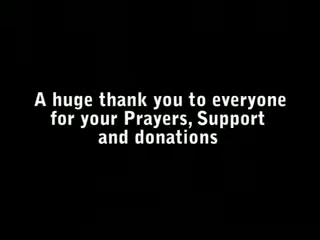 A huge thank you to everyone
for your Prayers, Support
and donations